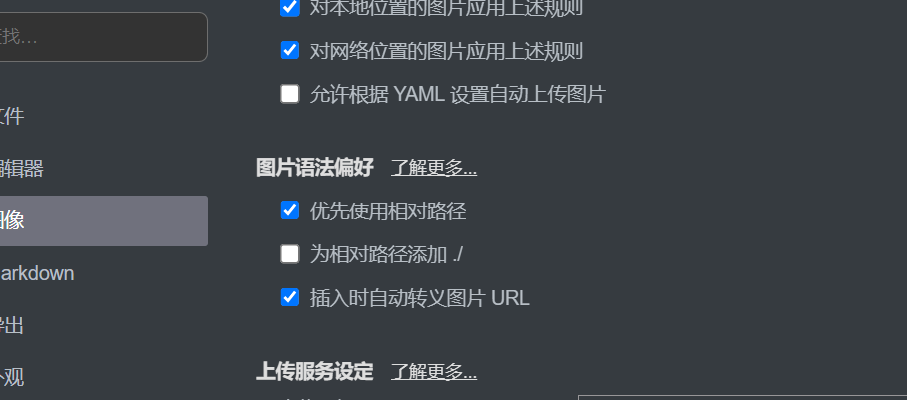 对本地位置的图片应用上述规则
找...
对网络位置的图片应用上述规则
允许根据 YAML 设置自动上传图片
件
辑器
图片语法偏好 了解更多...
优先使用相对路径
像
为相对路径添加 ./
arkdown
插入时自动转义图片 URL
出
上传服务设定 了解更多...
观